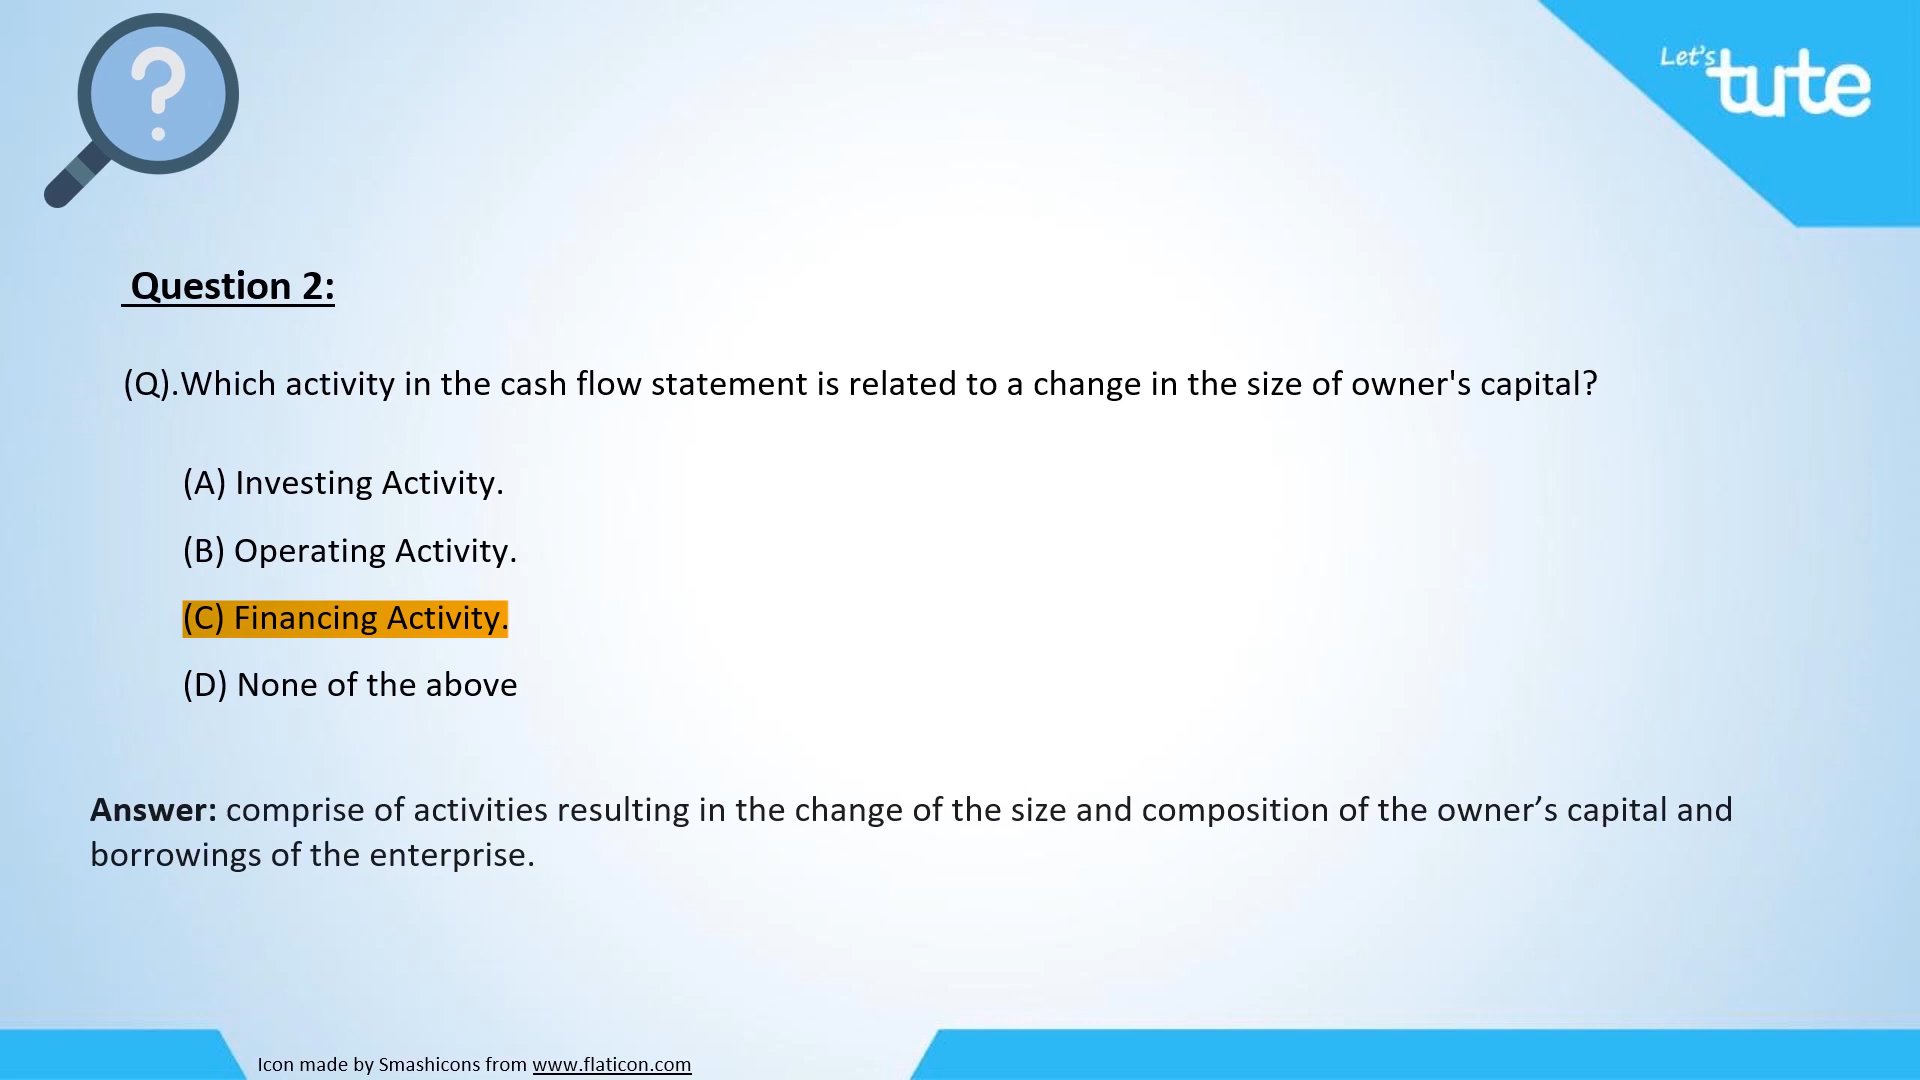 ?
Let's tute
Question 2:
(Q).Which activity in the cash flow statement is related to a change in the size of owner's capital?
(A) Investing Activity.
(B) Operating Activity.
(C) Financing Activity.
(D) None of the above
Answer: comprise of activities resulting in the change of the size and composition of the owner’s capital and
borrowings of the enterprise.
Icon made by Smashicons from www.flaticon.com